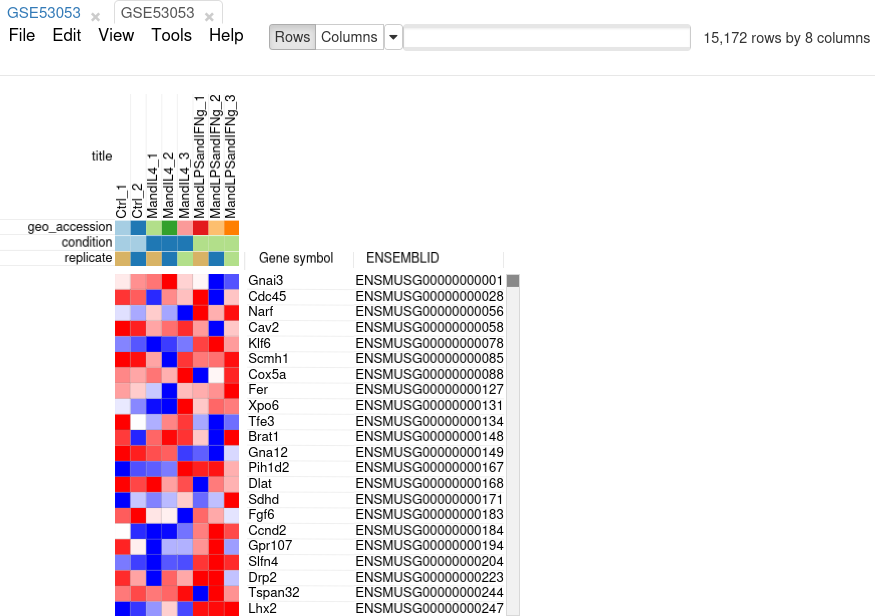 GSE53053 × GSE53053 ×
File Edit View Tools Help Rows Columns 15,172 rows by 8 columns
title Ctrl_1 Ctrl_2 MandIL4_1 MandIL4_2 MandIL4_3 MandLPSandIFNg_1 MandLPSandIFNg_2 MandLPSandIFNg_3
geo_accession
condition
replicate Gene symbol ENSEMBLID
Gnai3 ENSMUSG00000000001
Cdc45 ENSMUSG00000000028
Narf ENSMUSG00000000056
Cav2 ENSMUSG00000000058
Klf6 ENSMUSG00000000078
Scmh1 ENSMUSG00000000085
Cox5a ENSMUSG00000000088
Fer ENSMUSG00000000127
Xpo6 ENSMUSG00000000131
Tfe3 ENSMUSG00000000134
Brat1 ENSMUSG00000000148
Gna12 ENSMUSG00000000149
Pih1d2 ENSMUSG00000000167
Dlat ENSMUSG00000000168
Sdhd ENSMUSG00000000171
Fgf6 ENSMUSG00000000183
Ccnd2 ENSMUSG00000000184
Gpr107 ENSMUSG00000000194
Slfn4 ENSMUSG00000000204
Drp2 ENSMUSG00000000223
Tspan32 ENSMUSG00000000244
Lhx2 ENSMUSG00000000247